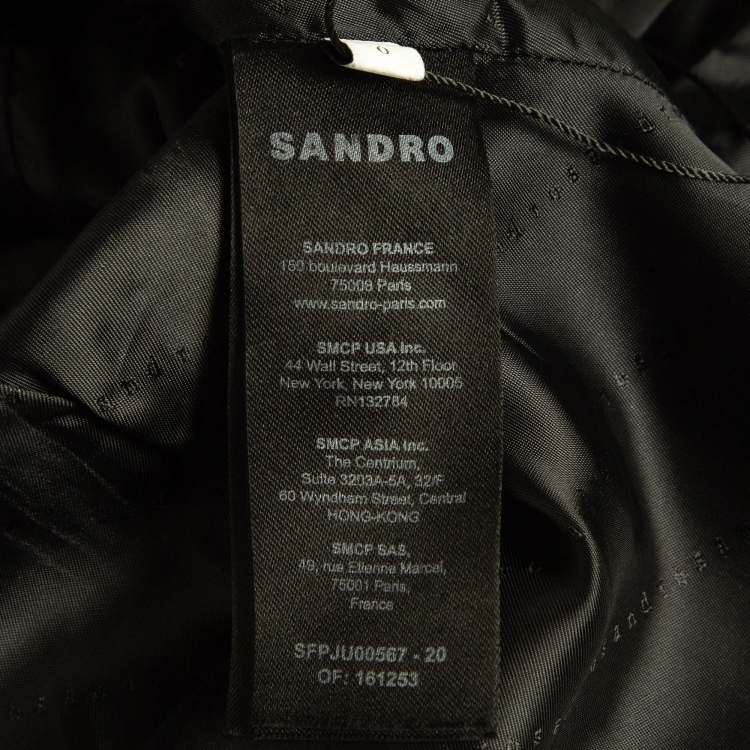 0
SANDRO
SANDRO FRANCE
150 boulevard Haussmann
75008 Paris
www.sandro-paris.com
SMCP USA Inc.
44 Wall Street, 12th Floor
New York, New York 10005
RN132784
SMCP ASIA Inc.
The Centrium,
Suite 3203A-5A, 32/F
60 Wyndham Street, Central
HONG-KONG
SMCP SAS,
49, rue Etienne Marcel,
75001 Paris,
France
SFPJU00567 - 20
OF: 161253